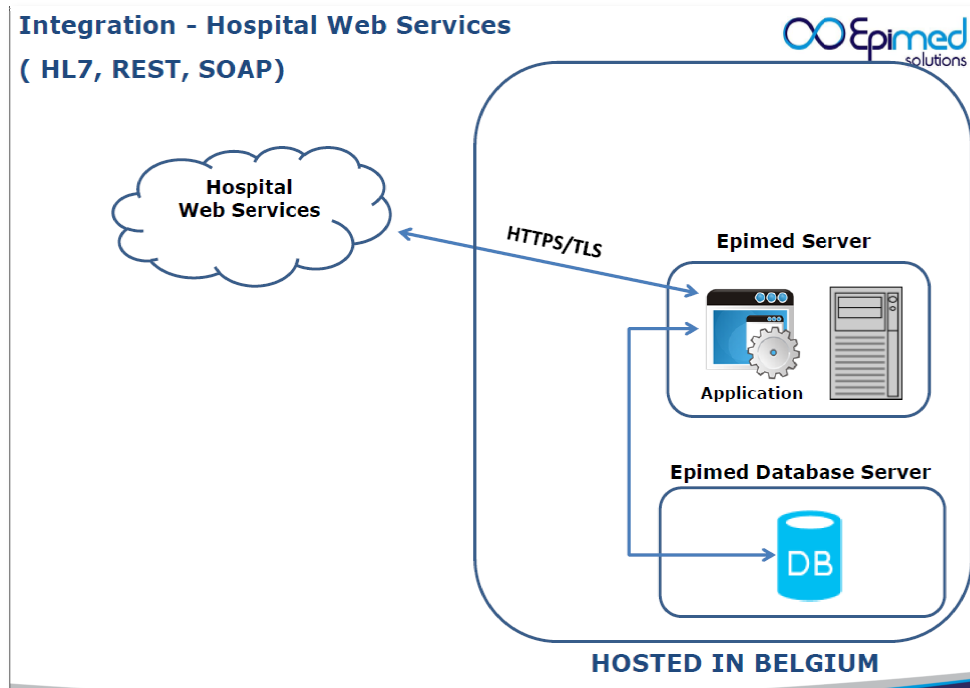 Integration - Hospital Web Services
( HL7, REST, SOAP)
Epimed
solutions
Hospital
Web Services
HTTPS/TLS
Epimed Server
Application
Epimed Database Server
DB
HOSTED IN BELGIUM